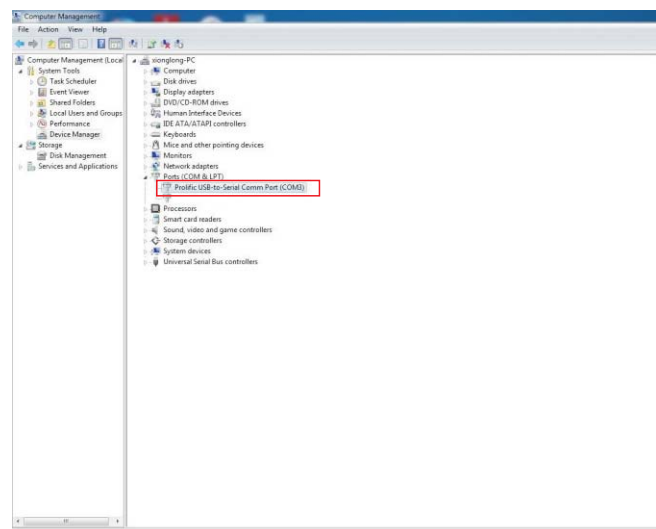 Computer Management
File Action View Help
Computer Management (Local
System Tools
Task Scheduler
Event Viewer
Shared Folders
Local Users and Groups
Performance
Device Manager
Storage
Disk Management
Services and Applications
xionglong-PC
Computer
Disk drives
Display adapters
DVD/CD-ROM drives
Human Interface Devices
IDE ATA/ATAPI controllers
Keyboards
Mice and other pointing devices
Monitors
Network adapters
Ports (COM & LPT)
Prolific USB-to-Serial Comm Port (COM3)
Processors
Smart card readers
Sound, video and game controllers
Storage controllers
System devices
Universal Serial Bus controllers